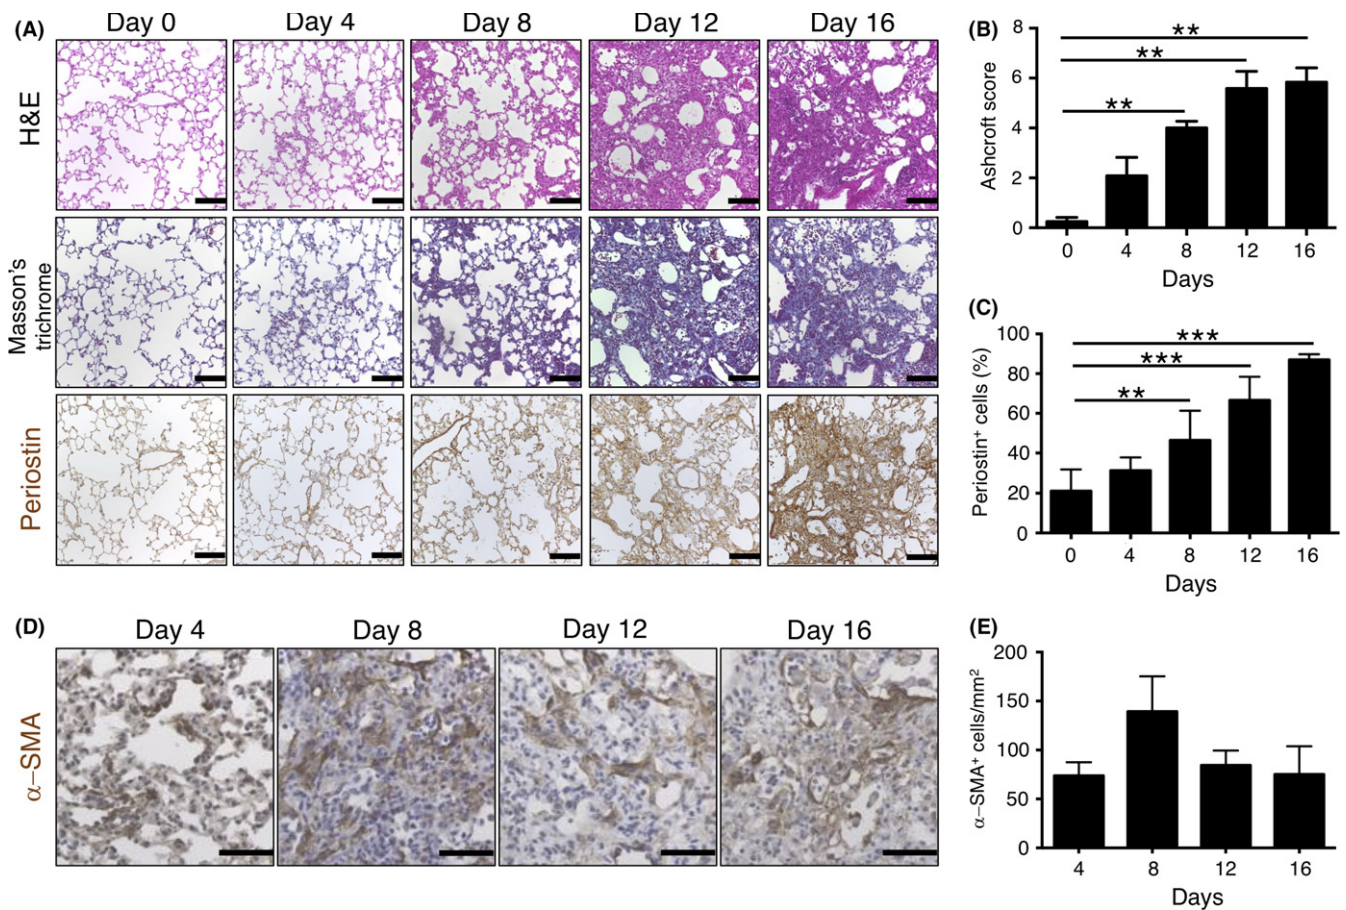 (A)
Day 0 Day 4 Day 8 Day 12 Day 16
H&E
Masson's
trichrome
Periostin
(B)
Ashcroft score
8
6
4
2
0
** 
**
**
0 4 8 12 16
Days
(C)
Periostin⁺ cells (%)
100
80
60
40
20
0
***
***
**
0 4 8 12 16
Days
(D)
Day 4 Day 8 Day 12 Day 16
α–SMA
(E)
α–SMA⁺ cells/mm²
200
150
100
50
0
4 8 12 16
Days